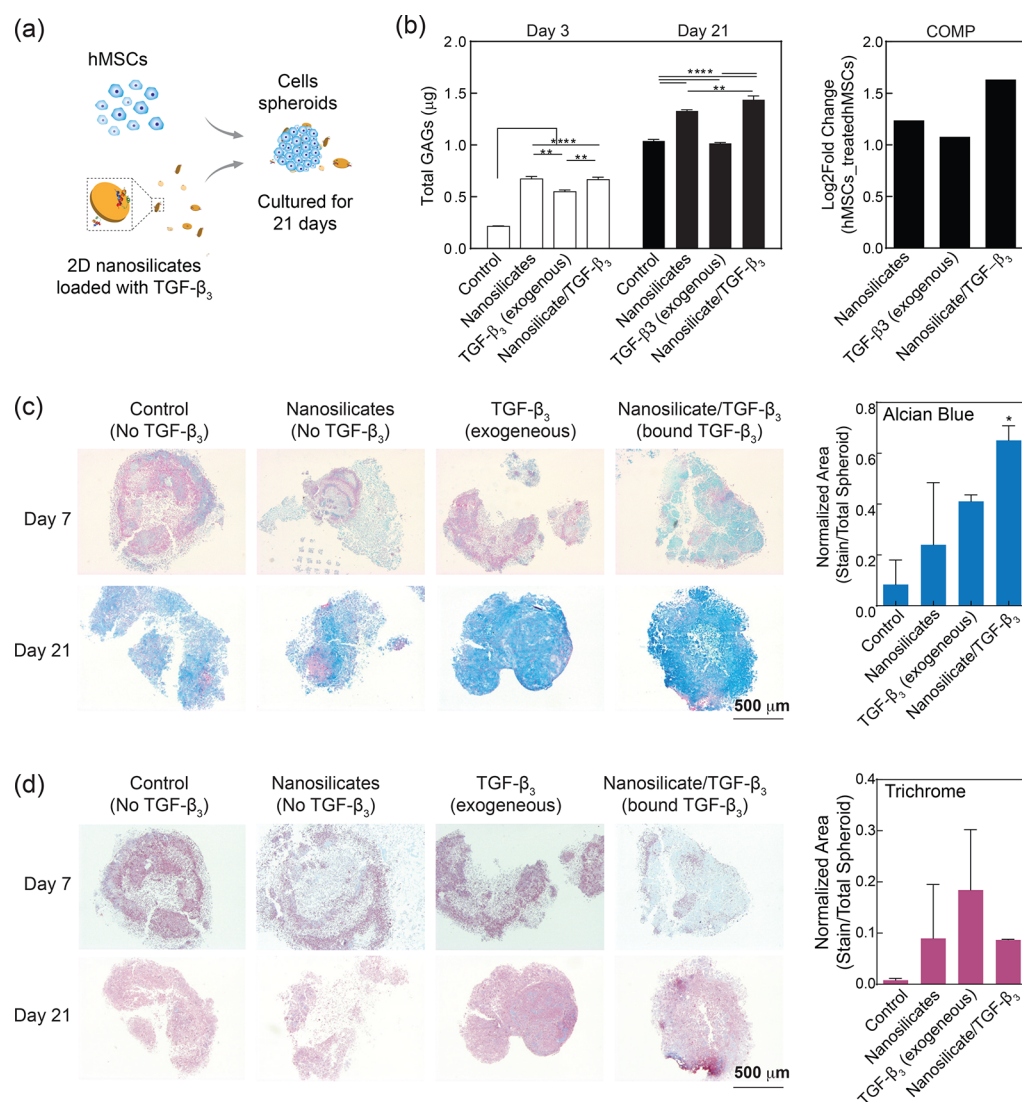 (a)
hMSCs
Cells
spheroids
Cultured for
21 days
2D nanosilicates
loaded with TGF-β₃
(b)
Day 3
Day 21
Total GAGs (μg)
2.0
1.5
1.0
0.5
0.0
****
**
**
****
**
Control
Nanosilicates
TGF-β₃ (exogenous)
Nanosilicate/TGF-β₃
Control
Nanosilicates
TGF-β3 (exogenous)
Nanosilicate/TGF-β₃
COMP
Log2Fold Change
(hMSCs_treatedhMSCs)
2.0
1.5
1.0
0.5
0.0
Nanosilicates
TGF-β3 (exogenous)
Nanosilicate/TGF-β₃
(c)
Control
(No TGF-β₃)
Nanosilicates
(No TGF-β₃)
TGF-β₃
(exogeneous)
Nanosilicate/TGF-β₃
(bound TGF-β₃)
Day 7
Day 21
500 μm
Alcian Blue
*
Normalized Area
(Stain/Total Spheroid)
0.8
0.6
0.4
0.2
0.0
Control
Nanosilicates
TGF-β₃ (exogeneous)
Nanosilicate/TGF-β₃
(d)
Control
(No TGF-β₃)
Nanosilicates
(No TGF-β₃)
TGF-β₃
(exogeneous)
Nanosilicate/TGF-β₃
(bound TGF-β₃)
Day 7
Day 21
500 μm
Trichrome
Normalized Area
(Stain/Total Spheroid)
0.4
0.3
0.2
0.1
0.0
Control
Nanosilicates
TGF-β₃ (exogeneous)
Nanosilicate/TGF-β₃